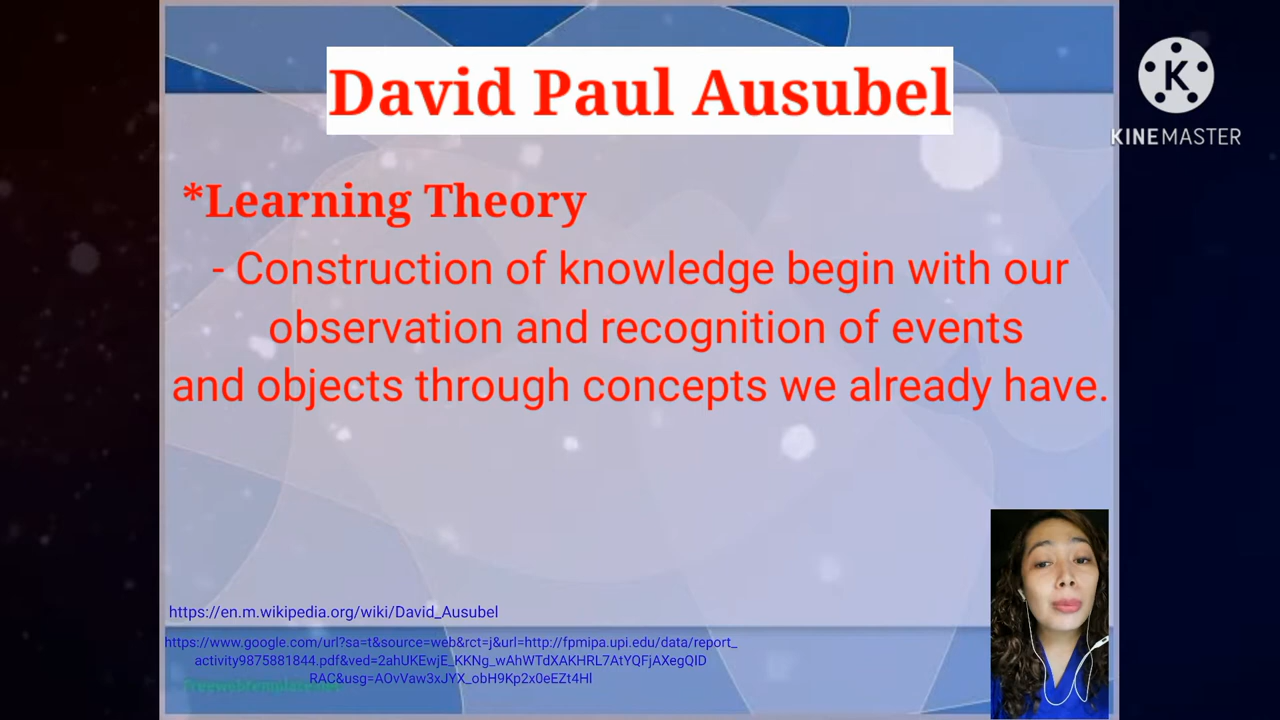 David Paul Ausubel
K
KINEMASTER
*Learning Theory
- Construction of knowledge begin with our
observation and recognition of events
and objects through concepts we already have.
https://en.m.wikipedia.org/wiki/David_Ausubel
https://www.google.com/url?sa=t&source=web&rct=j&url=http://fpmipa.upi.edu/data/report_
activity9875881844.pdf&ved=2ahUKEwjE_KKNg_wAhWTdXAKHRL7AtYQFjAXegQID
RAC&usg=AOvVaw3xJYX_obH9Kp2x0eEZt4Hl